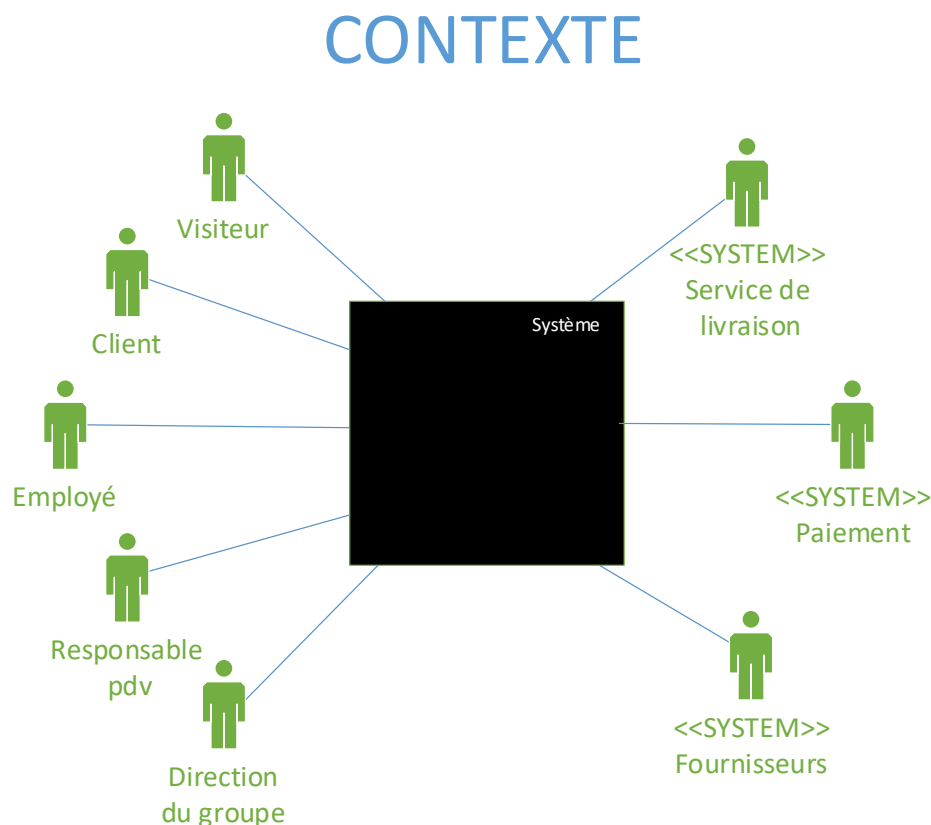 CONTEXTE
Visiteur
<<SYSTEM>>
Service de
livraison
Système
Client
Employé
<<SYSTEM>>
Paiement
Responsable
pdv
<<SYSTEM>>
Fournisseurs
Direction
du groupe